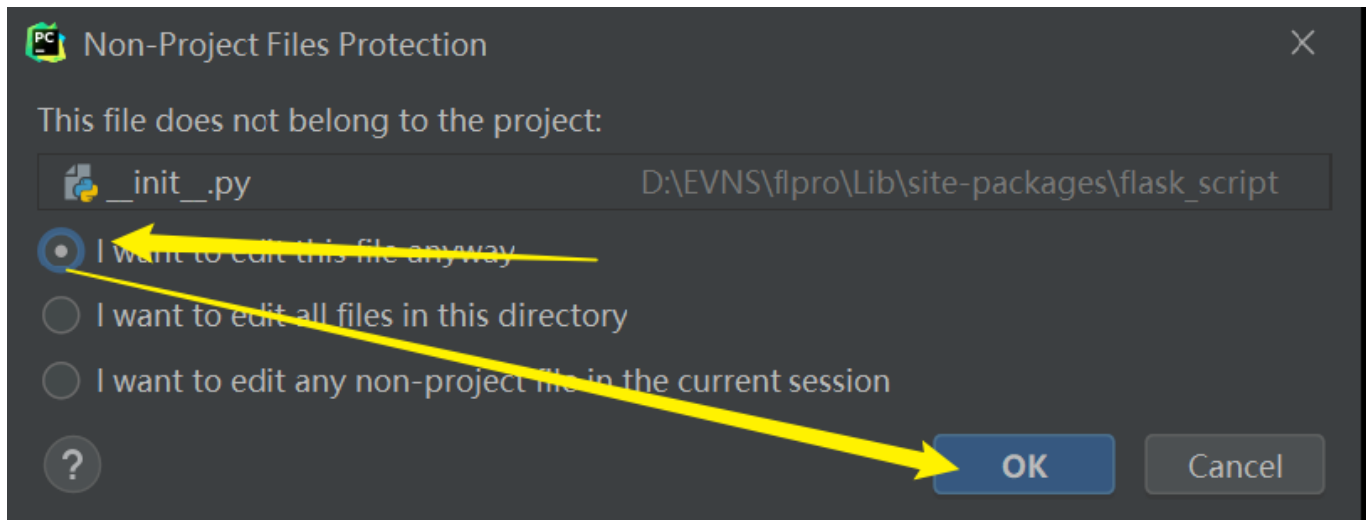 PC
Non-Project Files Protection
This file does not belong to the project:
__init__.py D:\EVNS\flpro\Lib\site-packages\flask_script
I want to edit this file anyway
I want to edit all files in this directory
I want to edit any non-project file in the current session
? OK Cancel